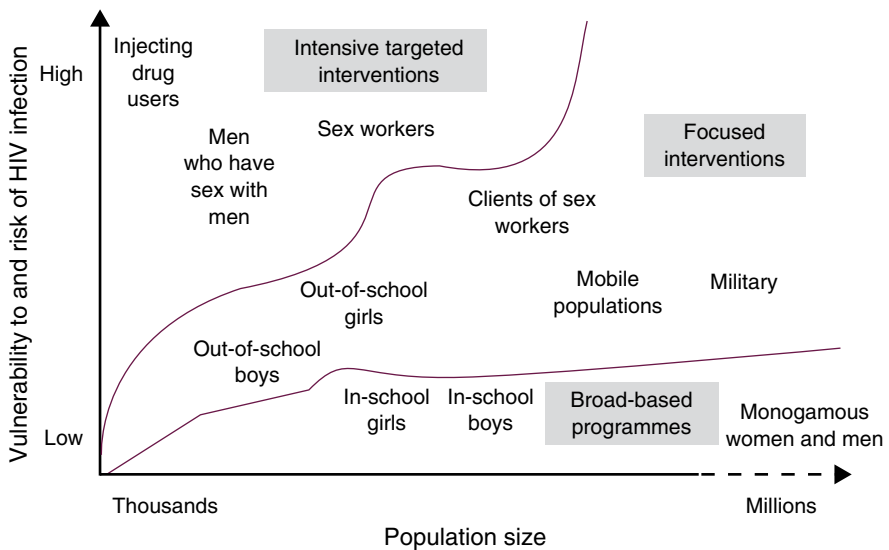 Vulnerability to and risk of HIV infection
High
Low
Injecting
drug
users
Intensive targeted
interventions
Men
who have
sex with
men
Sex workers
Focused
interventions
Clients of sex
workers
Out-of-school
girls
Mobile
populations
Military
Out-of-school
boys
In-school
girls
In-school
boys
Broad-based
programmes
Monogamous
women and men
Thousands
Millions
Population size